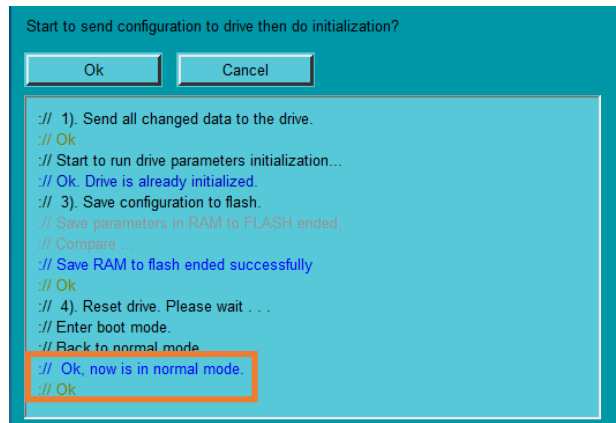 Start to send configuration to drive then do initialization?
Ok
Cancel
:// 1). Send all changed data to the drive.
:// Ok
:// Start to run drive parameters initialization...
:// Ok. Drive is already initialized.
:// 3). Save configuration to flash.
:// Save parameters in RAM to FLASH ended.
:// Compare ... .. .
:// Save RAM to flash ended successfully
:// Ok
:// 4). Reset drive. Please wait . . .
:// Enter boot mode.
:// Back to normal mode
:// Ok, now is in normal mode.
:// Ok